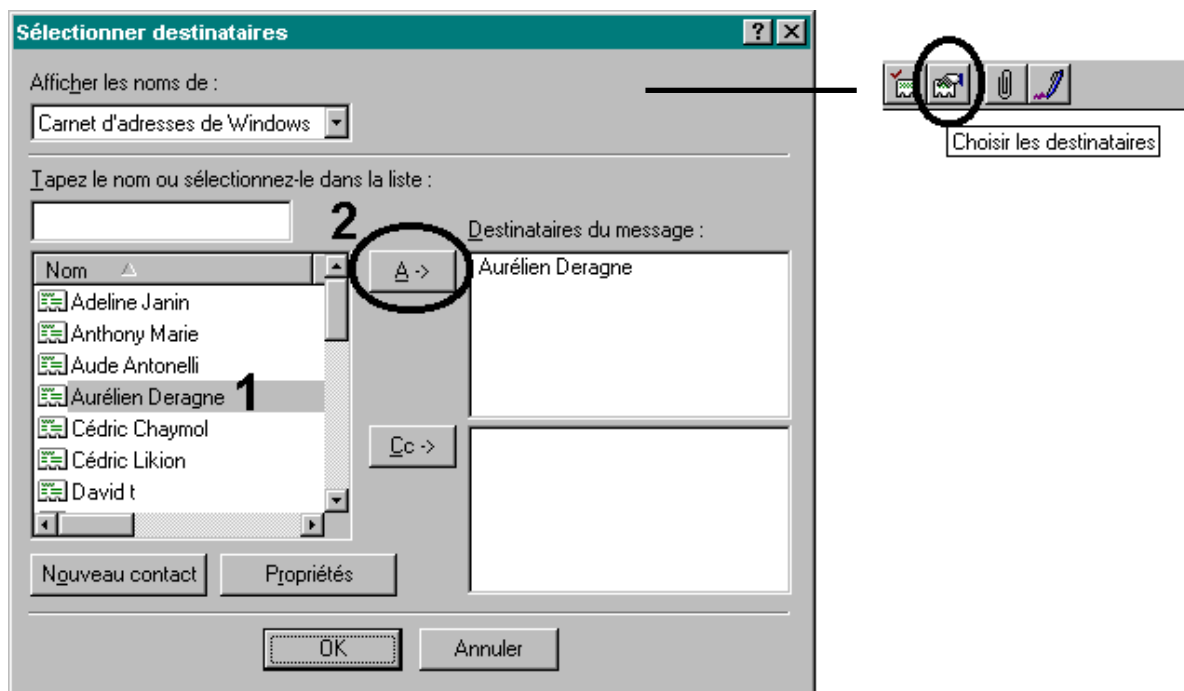 Sélectionner destinataires
Afficher les noms de :
Carnet d'adresses de Windows
Choisir les destinataires
Tapez le nom ou sélectionnez-le dans la liste :
2
Destinataires du message :
Nom
A ->
Aurélien Deragne
Adeline Janin
Anthony Marie
Aude Antonelli
Aurélien Deragne
1
Cédric Chaymol
Cc ->
Cédric Likion
David t
Nouveau contact
Propriétés
OK
Annuler